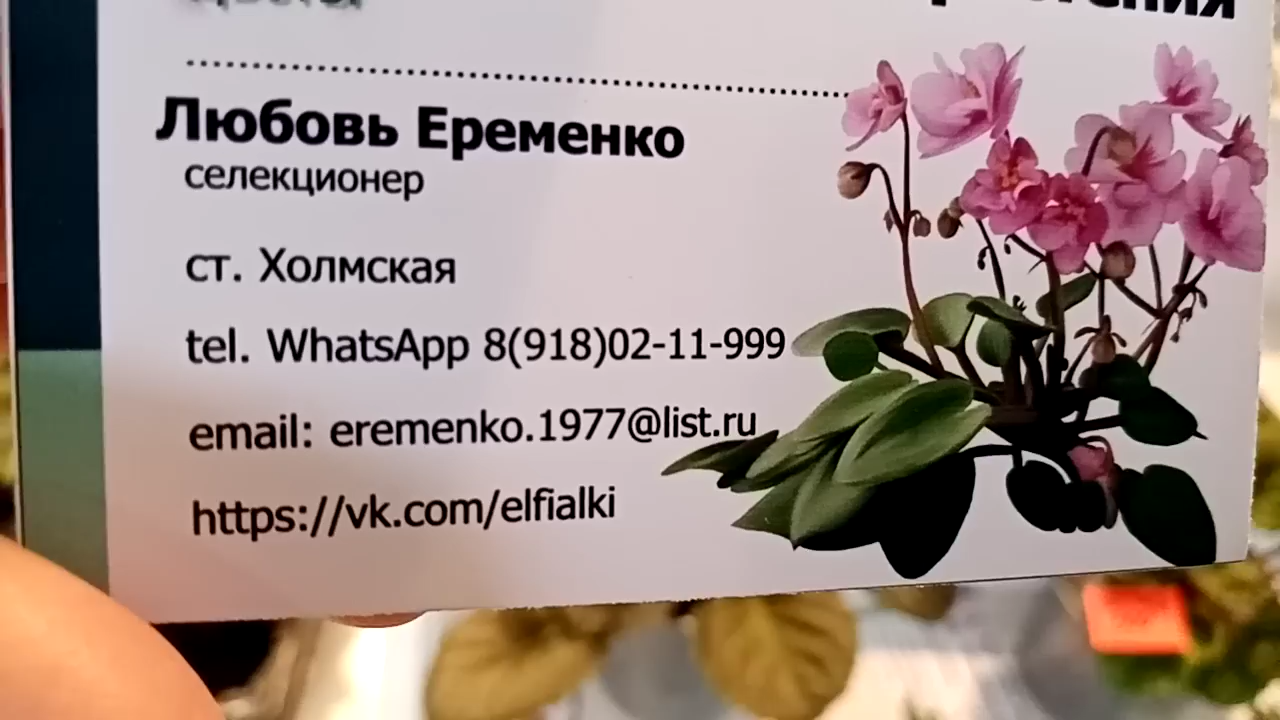 Любовь Еременко
селекционер
ст. Холмская
tel. WhatsApp 8(918)02-11-999
email: eremenko.1977@list.ru
https://vk.com/elfialki